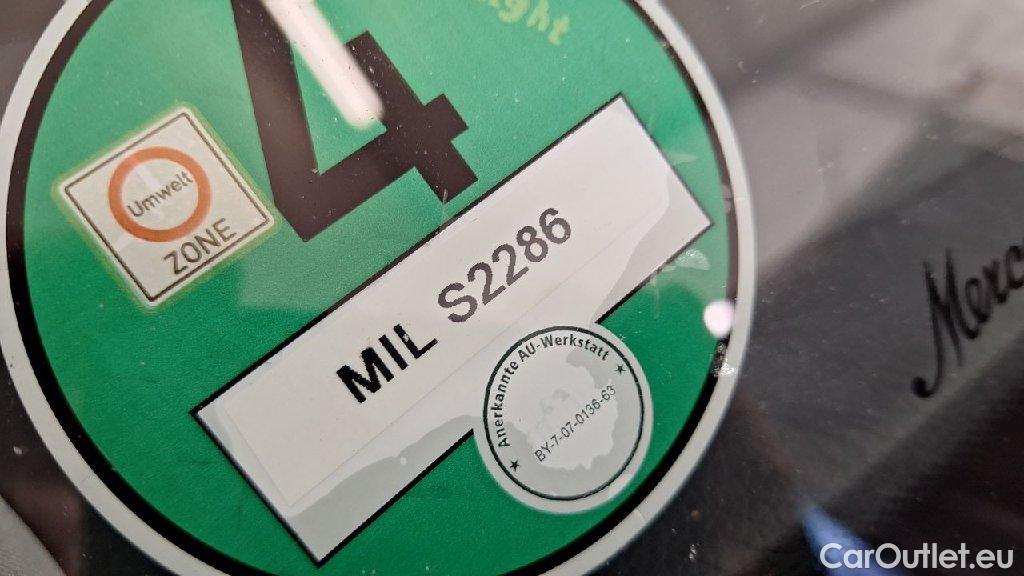 4
Umwelt
ZONE
MIL S2286
Anerkannte AU-Werkstatt
BY-7-07-0136-63
CarOutlet.eu